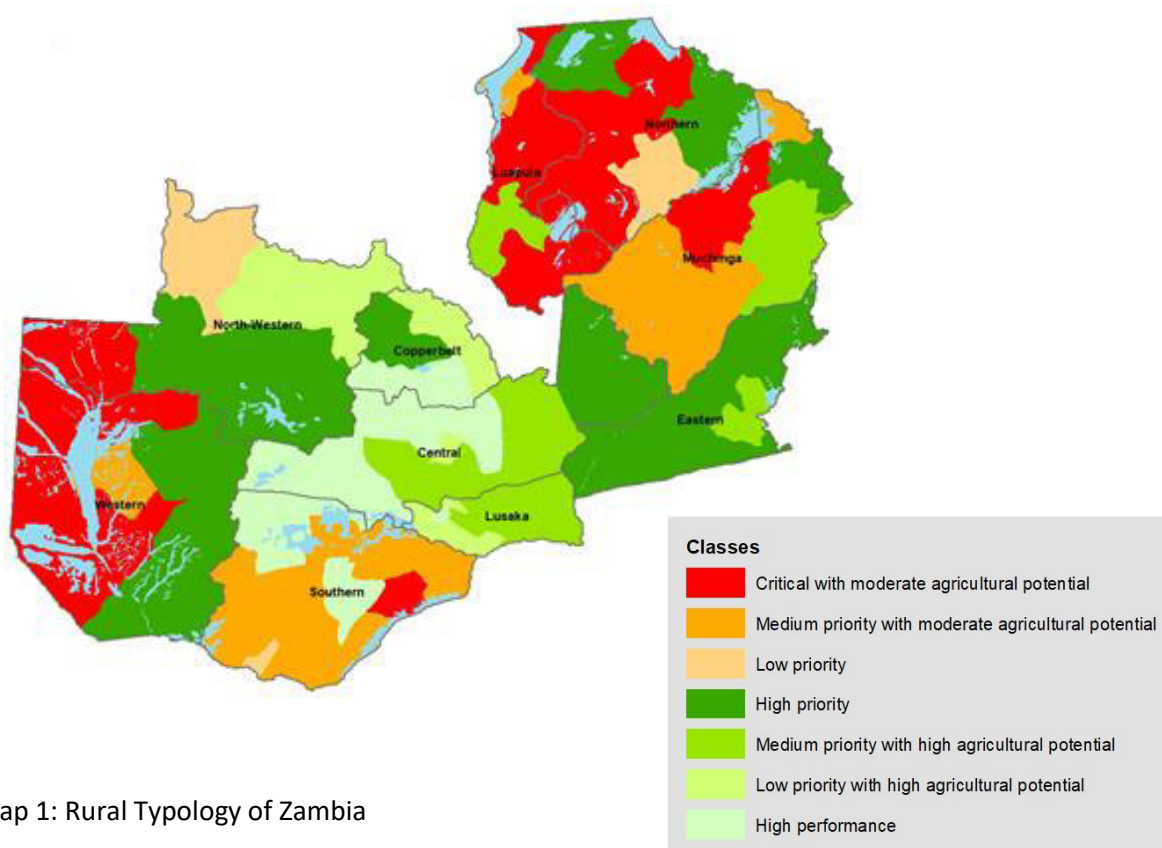 Northern
Luapula
Muchinga
North-Western
Copperbelt
Eastern
Central
Western
Lusaka
Southern
Classes
Critical with moderate agricultural potential
Medium priority with moderate agricultural potential
Low priority
High priority
Medium priority with high agricultural potential
Low priority with high agricultural potential
High performance
ap 1: Rural Typology of Zambia